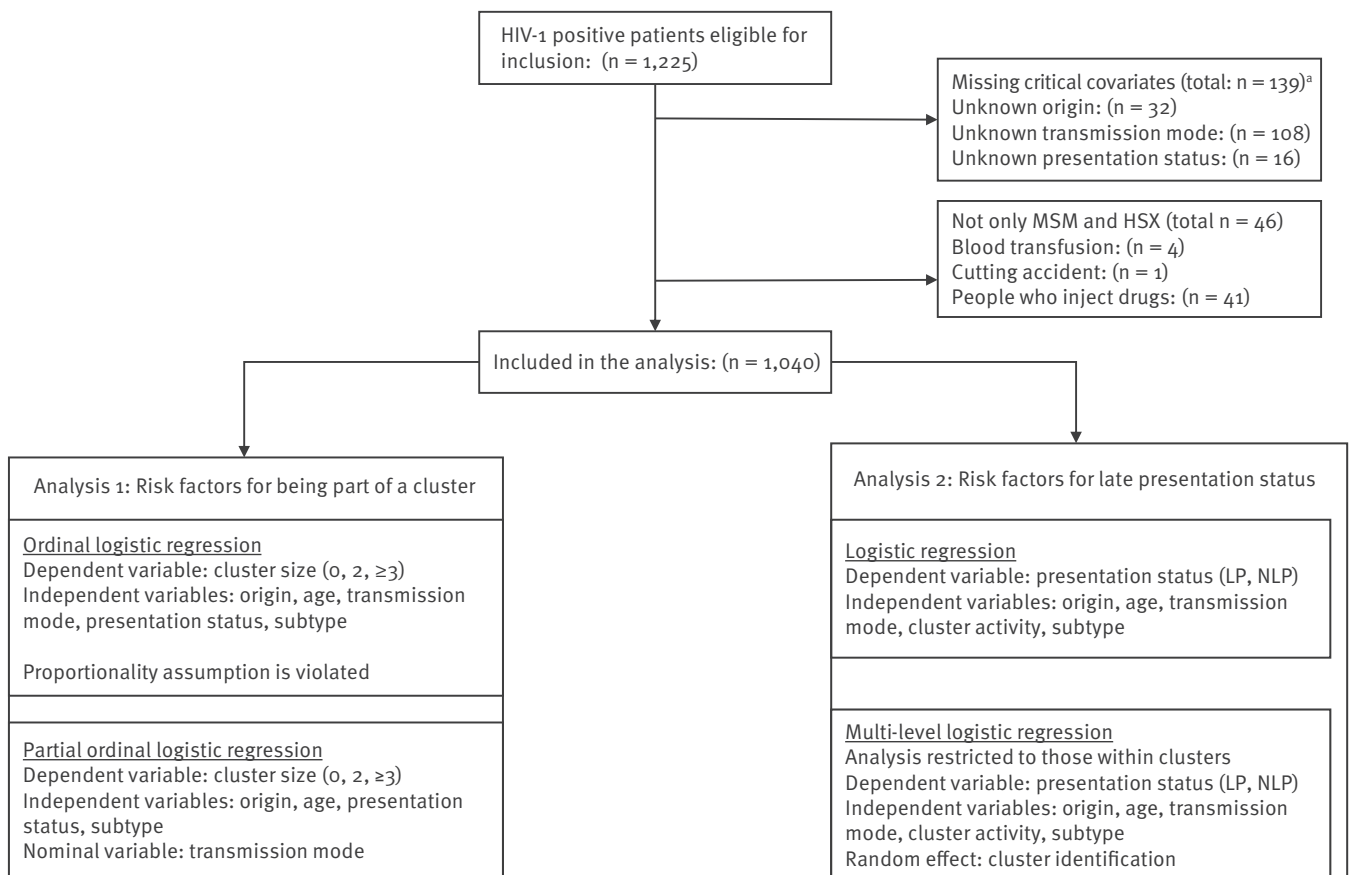 HIV-1 positive patients eligible for
inclusion: (n = 1,225)
Missing critical covariates (total: n = 139)ª
Unknown origin: (n = 32)
Unknown transmission mode: (n = 108)
Unknown presentation status: (n = 16)
Not only MSM and HSX (total n = 46)
Blood transfusion: (n = 4)
Cutting accident: (n = 1)
People who inject drugs: (n = 41)
Included in the analysis: (n = 1,040)
Analysis 1: Risk factors for being part of a cluster
Ordinal logistic regression
Dependent variable: cluster size (0, 2, ≥3)
Independent variables: origin, age, transmission
mode, presentation status, subtype
Proportionality assumption is violated
Partial ordinal logistic regression
Dependent variable: cluster size (0, 2, ≥3)
Independent variables: origin, age, presentation
status, subtype
Nominal variable: transmission mode
Analysis 2: Risk factors for late presentation status
Logistic regression
Dependent variable: presentation status (LP, NLP)
Independent variables: origin, age, transmission
mode, cluster activity, subtype
Multi-level logistic regression
Analysis restricted to those within clusters
Dependent variable: presentation status (LP, NLP)
Independent variables: origin, age, transmission
mode, cluster activity, subtype
Random effect: cluster identification